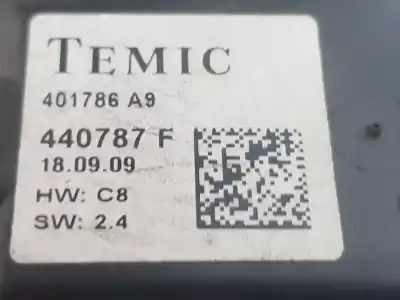 TEMIC
401786 A9
440787 F
18.09.09
HW: C8
SW: 2.4